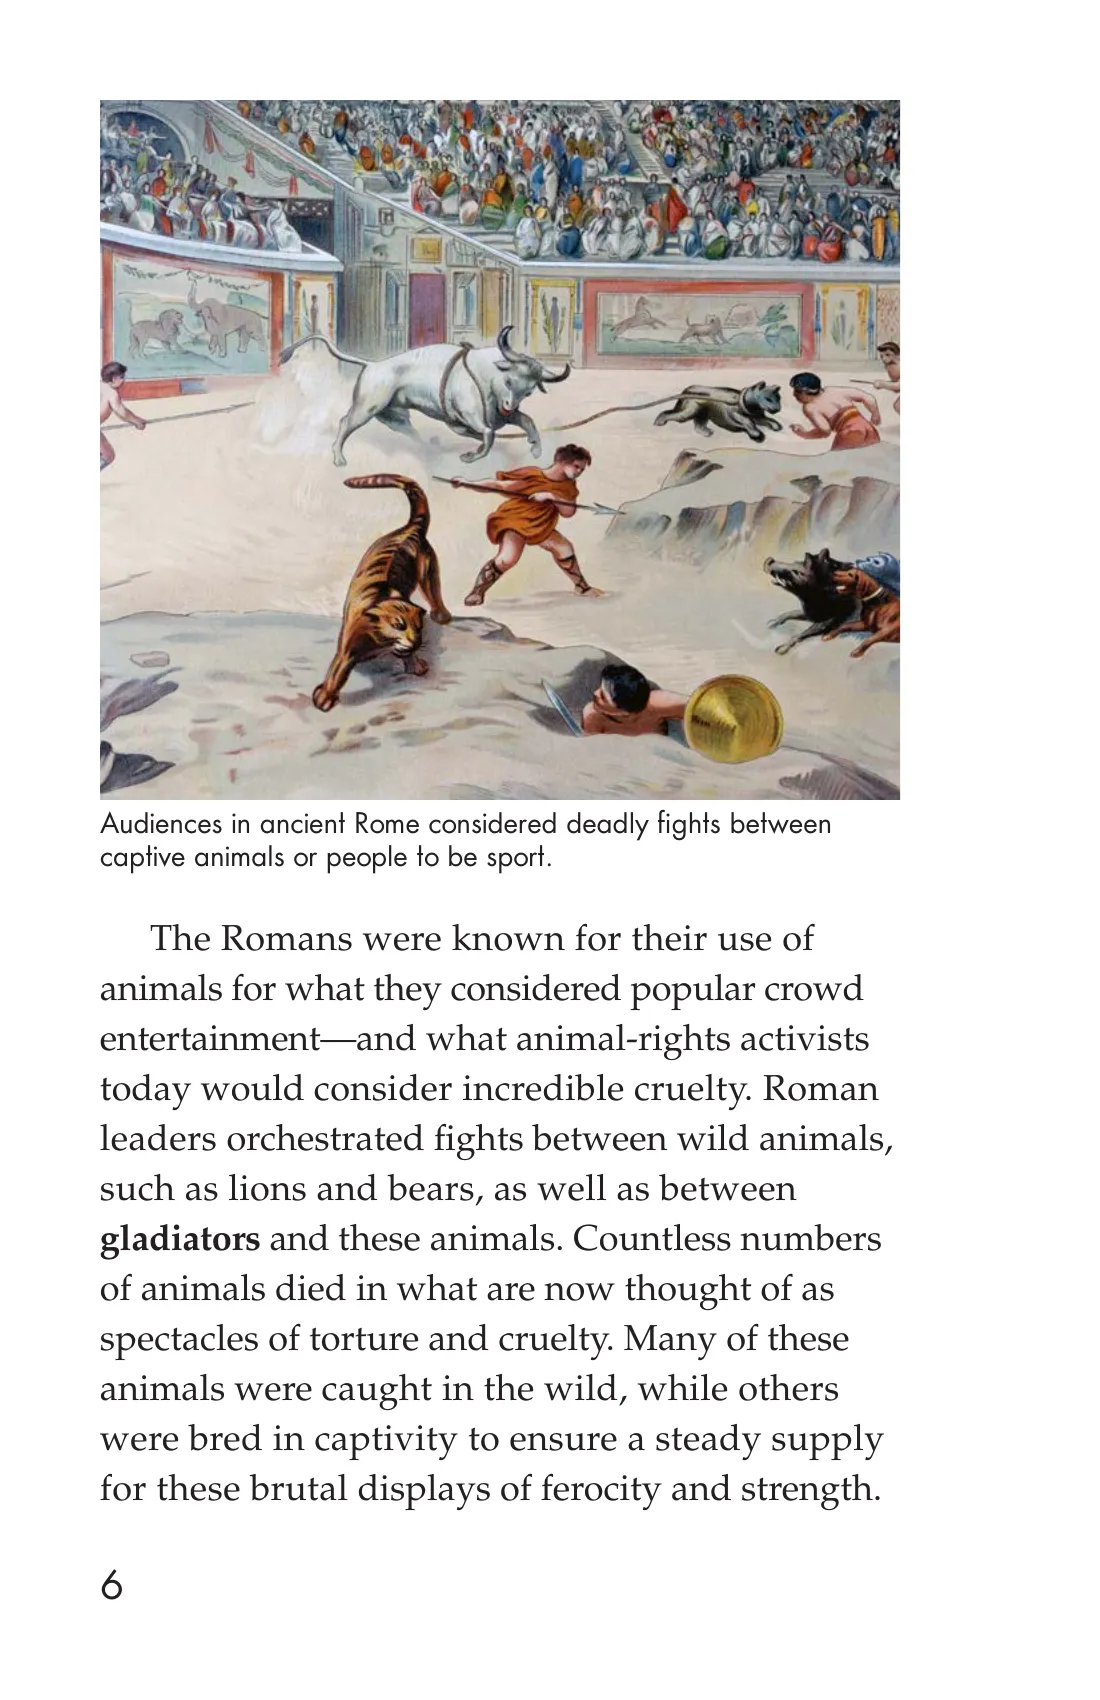 Audiences in ancient Rome considered deadly fights between
captive animals or people to be sport.
The Romans were known for their use of
animals for what they considered popular crowd
entertainment—and what animal-rights activists
today would consider incredible cruelty. Roman
leaders orchestrated fights between wild animals,
such as lions and bears, as well as between
gladiators and these animals. Countless numbers
of animals died in what are now thought of as
spectacles of torture and cruelty. Many of these
animals were caught in the wild, while others
were bred in captivity to ensure a steady supply
for these brutal displays of ferocity and strength.
6